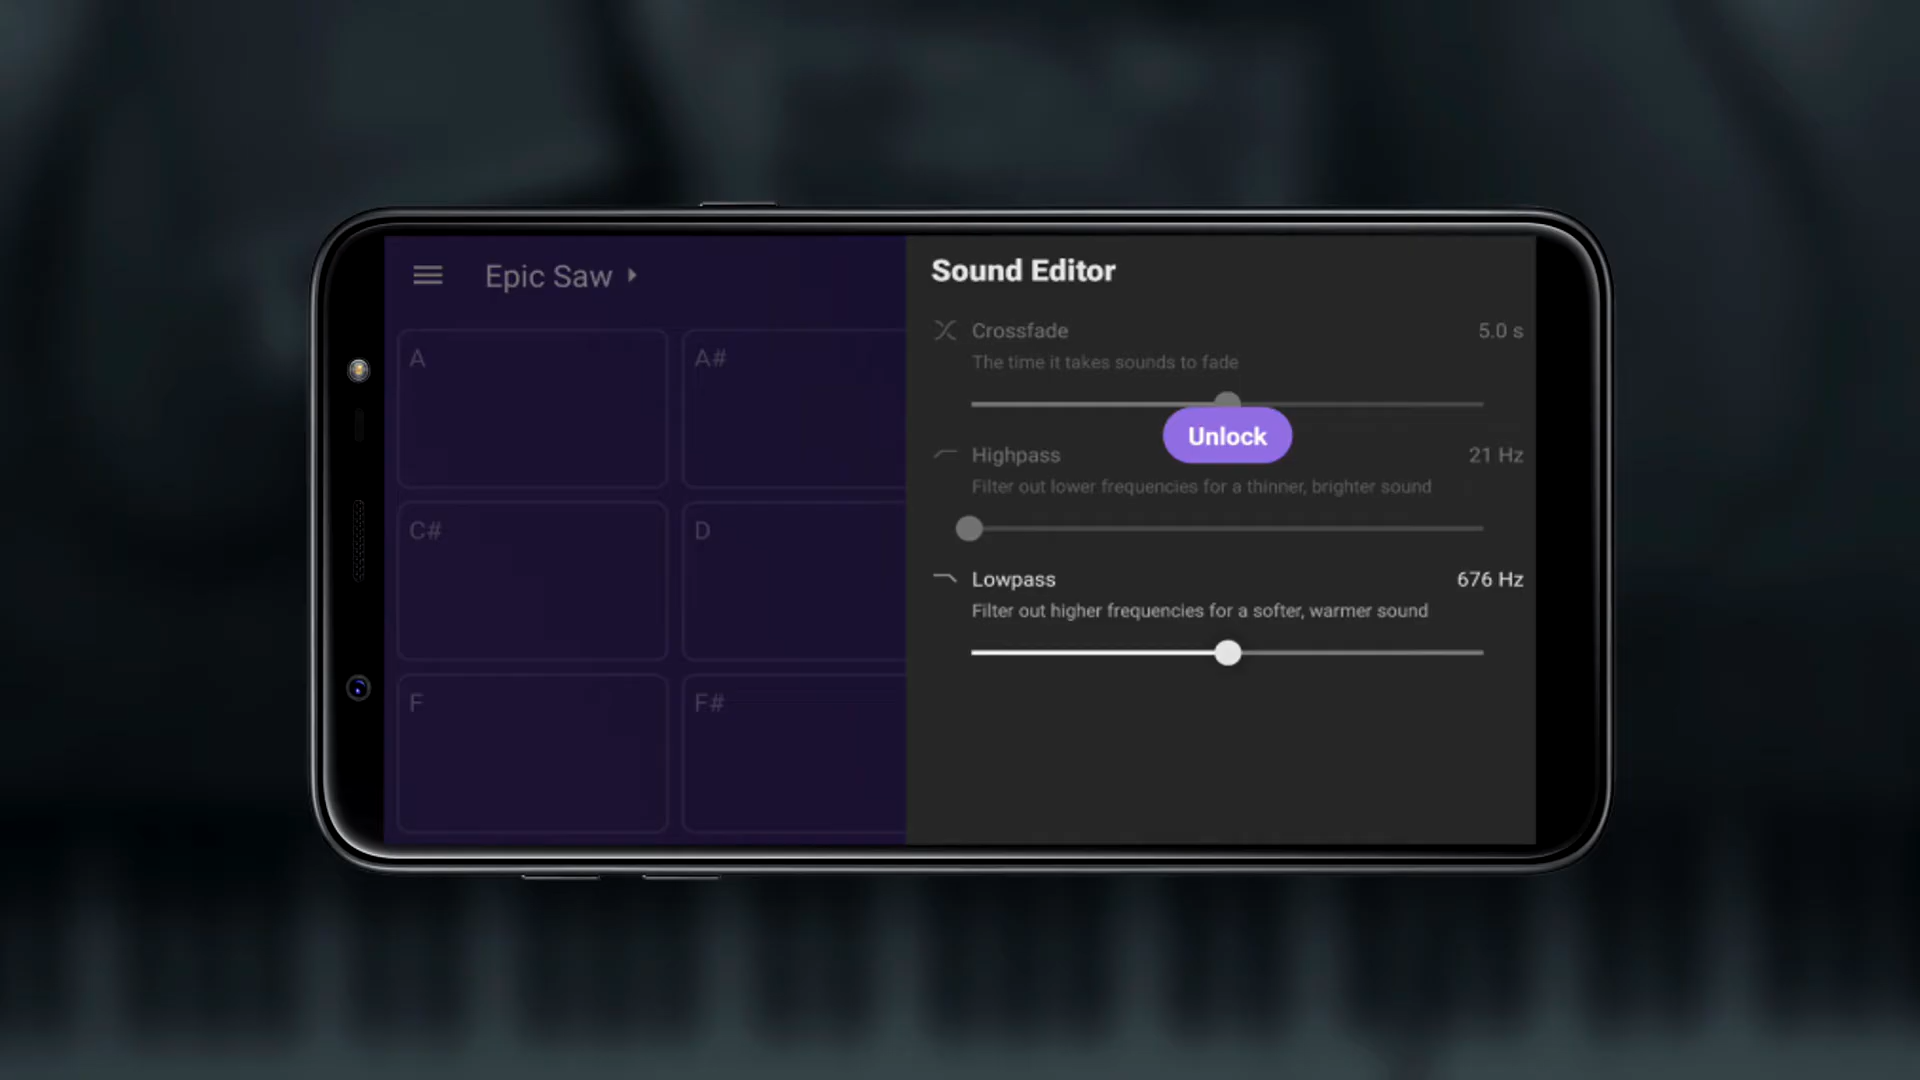 Epic Saw
A
A#
C#
D
F
F#
Sound Editor
Crossfade
5.0 s
The time it takes sounds to fade
Unlock
Highpass
21 Hz
Filter out lower frequencies for a thinner, brighter sound
Lowpass
676 Hz
Filter out higher frequencies for a softer, warmer sound